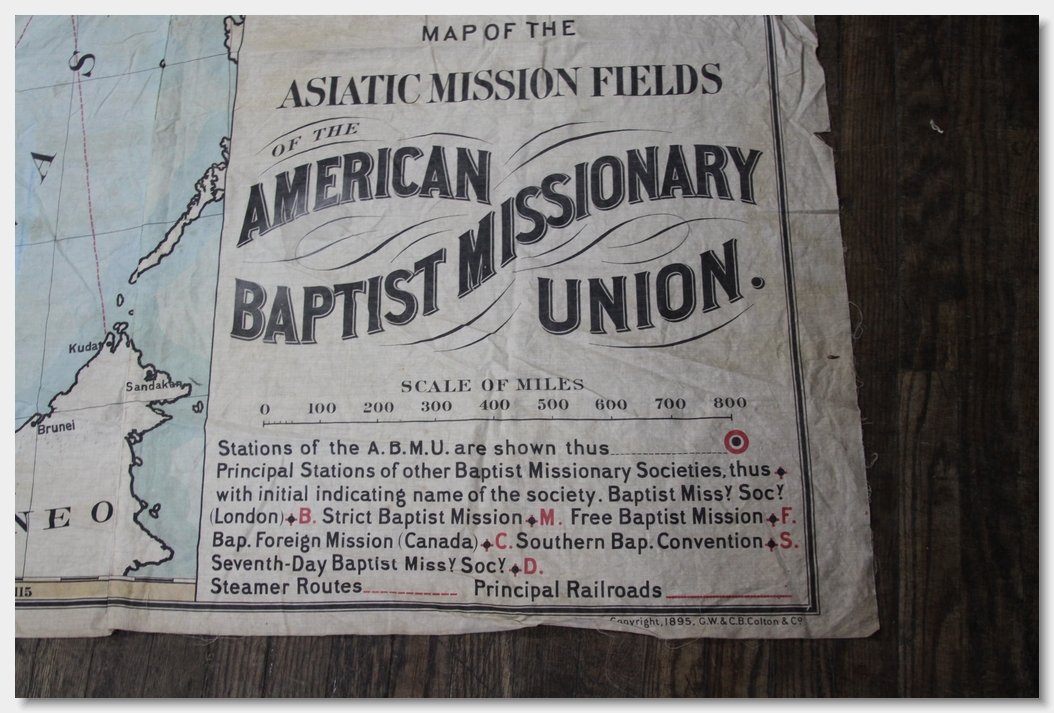 MAP OF THE
ASIATIC MISSION FIELDS
OF THE
AMERICAN
BAPTIST MISSIONARY
UNION.
SCALE OF MILES
0 100 200 300 400 500 600 700 800
Stations of the A.B.M.U. are shown thus
Principal Stations of other Baptist Missionary Societies, thus
with initial indicating name of the society. Baptist Missy Socy
(London) B. Strict Baptist Mission M. Free Baptist Mission F.
Bap. Foreign Mission (Canada) C. Southern Bap. Convention S.
Seventh-Day Baptist Missy Socy D.
Steamer Routes Principal Railroads
Copyright, 1895, G.W. & C.B. Colton & Co
S
A
Kudat
Sandakan
Brunei
NEO
115